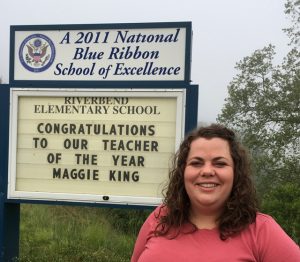 A 2011 National
Blue Ribbon
School of Excellence
RIVERBEND
ELEMENTARY SCHOOL
CONGRATULATIONS
TO OUR TEACHER
OF THE YEAR
MAGGIE KING